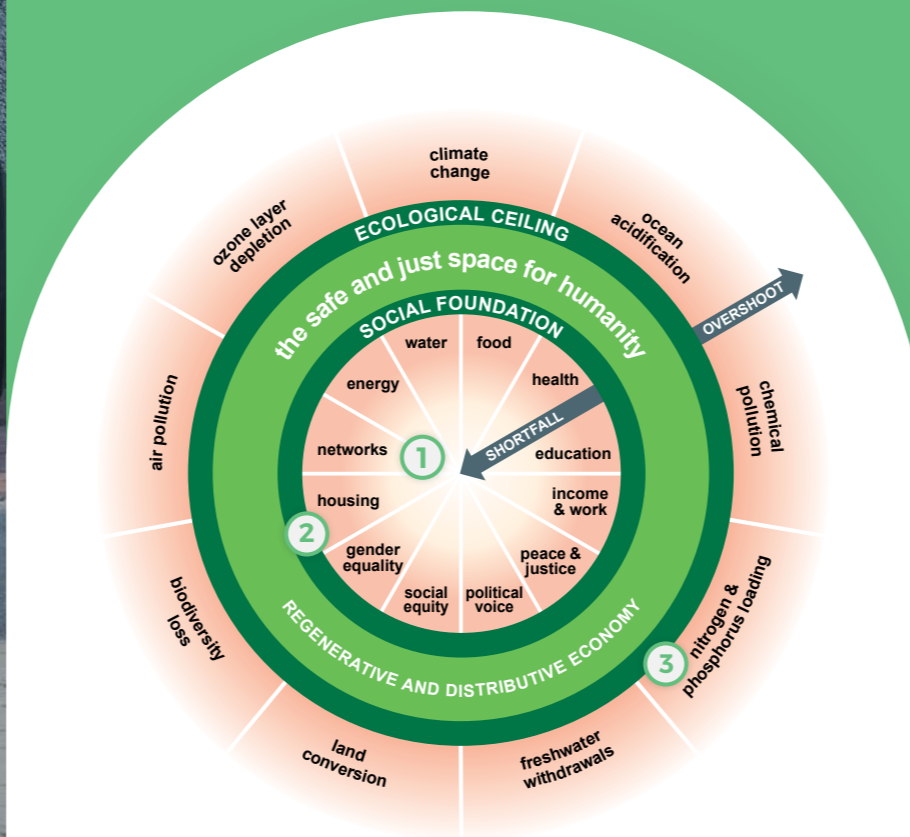 climate
change
ozone layer
depletion
ocean
acidification
ECOLOGICAL CEILING
the safe and just space for humanity
SOCIAL FOUNDATION
OVERSHOOT
water
food
energy
health
SHORTFALL
networks
1
education
air pollution
chemical
pollution
housing
income
& work
2
gender
equality
peace &
justice
social
equity
political
voice
biodiversity
loss
REGENERATIVE AND DISTRIBUTIVE ECONOMY
3
nitrogen &
phosphorus loading
land
conversion
freshwater
withdrawals